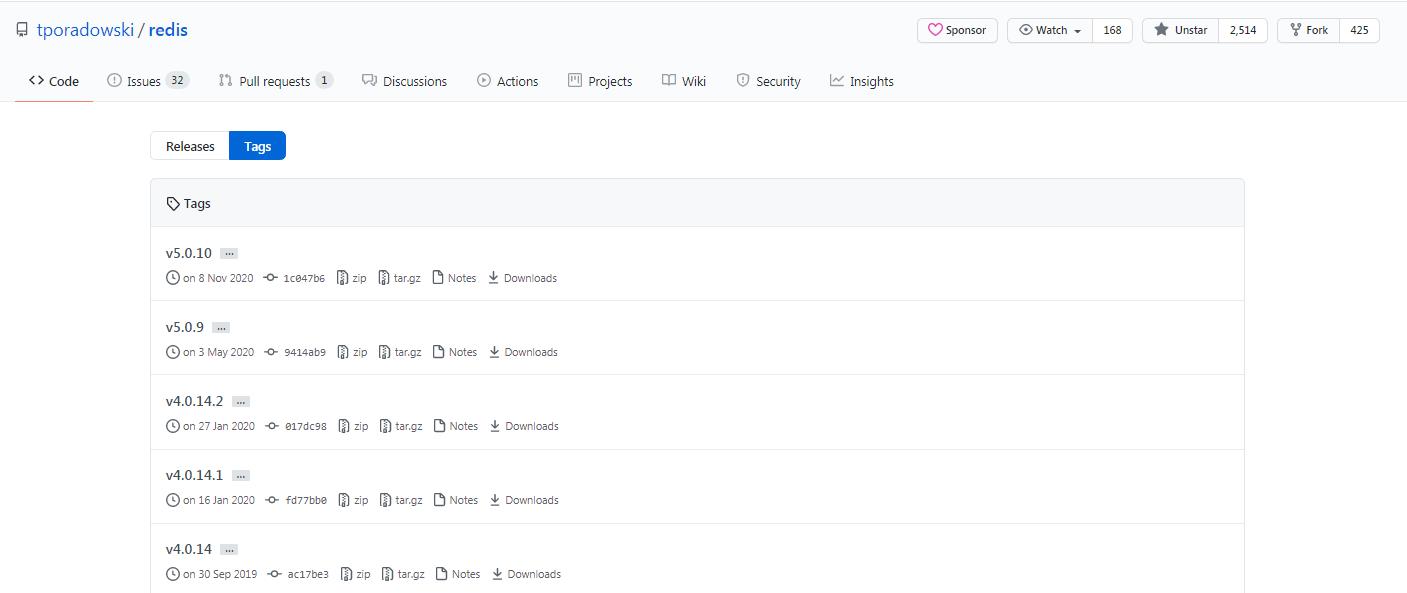 tporadowski / redis Sponsor Watch 168 Unstar 2,514 Fork 425
Code Issues 32 Pull requests 1 Discussions Actions Projects Wiki Security Insights
Releases Tags
Tags
v5.0.10 ...
on 8 Nov 2020 1c047b6 zip tar.gz Notes Downloads
v5.0.9 ...
on 3 May 2020 9414ab9 zip tar.gz Notes Downloads
v4.0.14.2 ...
on 27 Jan 2020 017dc98 zip tar.gz Notes Downloads
v4.0.14.1 ...
on 16 Jan 2020 fd77bb0 zip tar.gz Notes Downloads
v4.0.14 ...
on 30 Sep 2019 ac17be3 zip tar.gz Notes Downloads